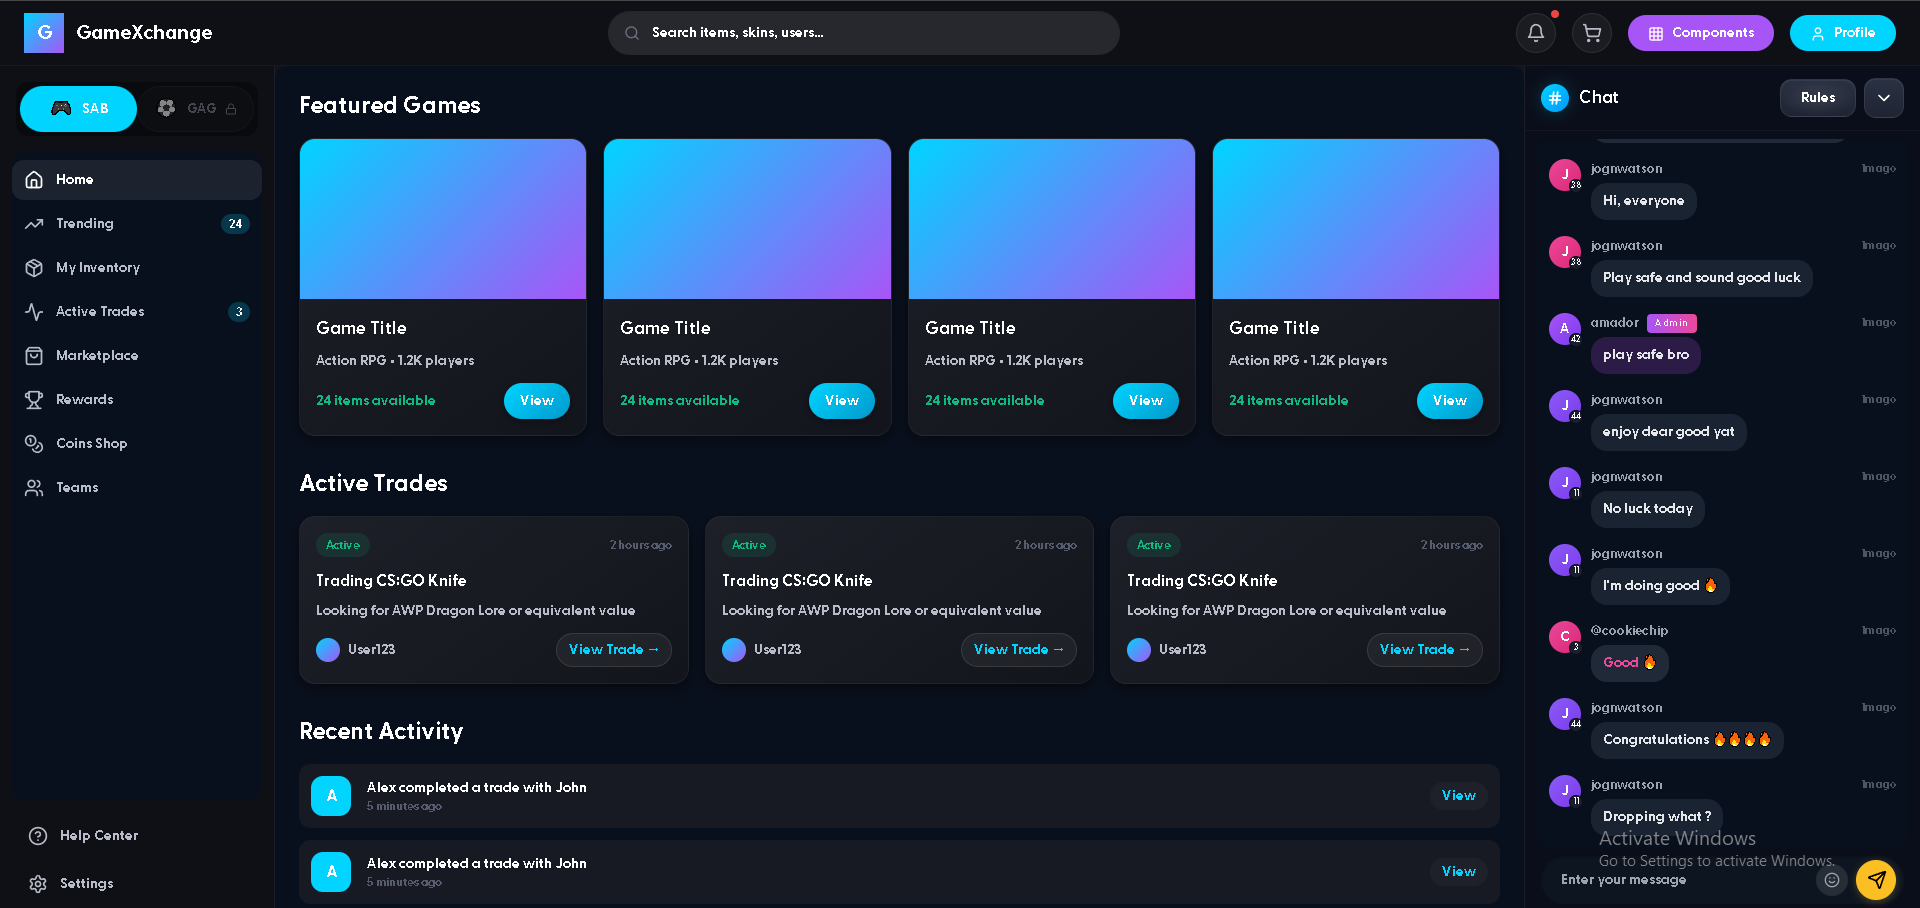 G GameXchange
Search items, skins, users...
Components
Profile
SAB
GAG
Home
Trending 24
My Inventory
Active Trades 3
Marketplace
Rewards
Coins Shop
Teams
Help Center
Settings
Featured Games
Game Title
Action RPG • 1.2K players
24 items available View
Game Title
Action RPG • 1.2K players
24 items available View
Game Title
Action RPG • 1.2K players
24 items available View
Game Title
Action RPG • 1.2K players
24 items available View
Active Trades
Active 2 hours ago
Trading CS:GO Knife
Looking for AWP Dragon Lore or equivalent value
User123 View Trade →
Active 2 hours ago
Trading CS:GO Knife
Looking for AWP Dragon Lore or equivalent value
User123 View Trade →
Active 2 hours ago
Trading CS:GO Knife
Looking for AWP Dragon Lore or equivalent value
User123 View Trade →
Recent Activity
A Alex completed a trade with John View
5 minutes ago
A Alex completed a trade with John View
5 minutes ago
# Chat Rules
J 38 jognwatson 1m ago
Hi, everyone
J 38 jognwatson 1m ago
Play safe and sound good luck
A 42 amador Admin 1m ago
play safe bro
J 44 jognwatson 1m ago
enjoy dear good yat
J 11 jognwatson 1m ago
No luck today
J 11 jognwatson 1m ago
I'm doing good 🔥
C 3 @cookiechip 1m ago
Good 🔥
J 44 jognwatson 1m ago
Congratulations 🔥🔥🔥🔥
J 11 jognwatson 1m ago
Dropping what ?
Activate Windows
Go to Settings to activate Windows.
Enter your message